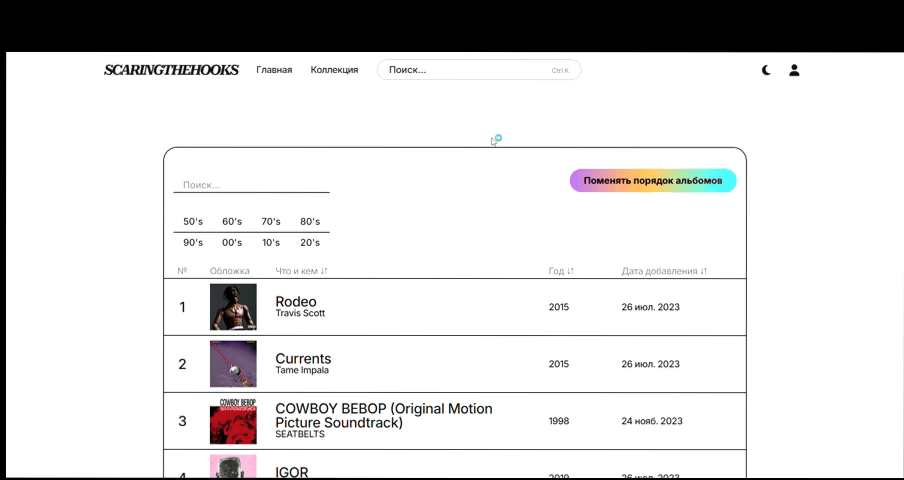 SCARINGTHEHOOKS Главная Коллекция Поиск... Ctrl K
Поиск...
Поменять порядок альбомов
50's 60's 70's 80's
90's 00's 10's 20's
№ Обложка Что и кем ↓↑ Год ↓↑ Дата добавления ↓↑
1 Rodeo 2015 26 июл. 2023
Travis Scott
2 Currents 2015 26 июл. 2023
Tame Impala
COWBOY BEBOP
3 COWBOY BEBOP (Original Motion
Picture Soundtrack) 1998 24 нояб. 2023
SEATBELTS
4 IGOR 2019 26 июл. 2023